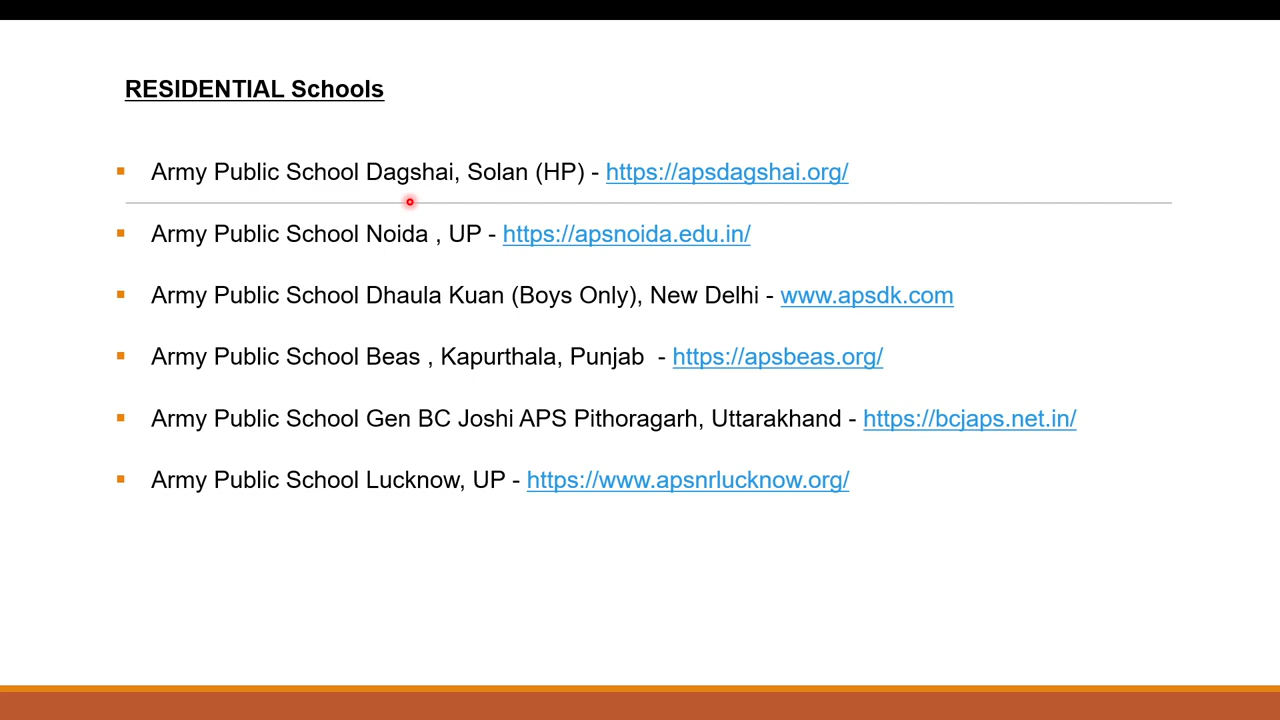 RESIDENTIAL Schools
Army Public School Dagshai, Solan (HP) - https://apsdagshai.org/
Army Public School Noida , UP - https://apsnoida.edu.in/
Army Public School Dhaula Kuan (Boys Only), New Delhi - www.apsdk.com
Army Public School Beas , Kapurthala, Punjab  - https://apsbeas.org/
Army Public School Gen BC Joshi APS Pithoragarh, Uttarakhand - https://bcjaps.net.in/
Army Public School Lucknow, UP - https://www.apsnrlucknow.org/